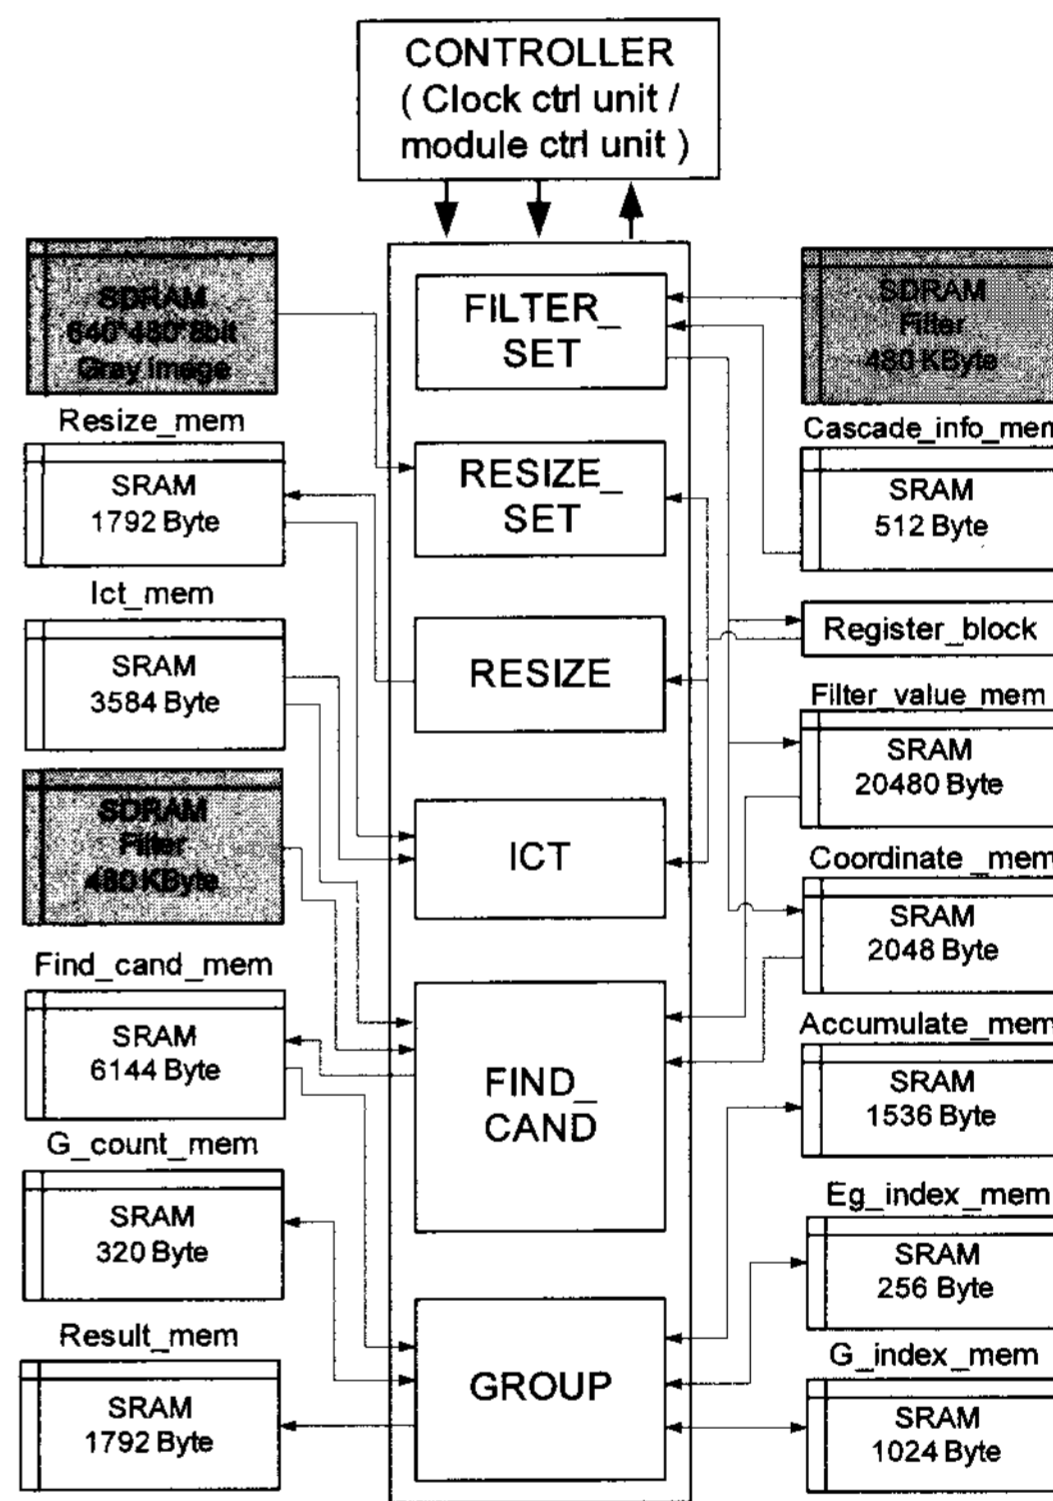 CONTROLLER
( Clock ctrl unit /
module ctrl unit )
SDRAM
640*480*8bit
Gray image
Resize_mem
SRAM
1792 Byte
Ict_mem
SRAM
3584 Byte
SDRAM
Filter
480 KByte
Find_cand_mem
SRAM
6144 Byte
G_count_mem
SRAM
320 Byte
Result_mem
SRAM
1792 Byte
FILTER_
SET
RESIZE_
SET
RESIZE
ICT
FIND_
CAND
GROUP
SDRAM
Filter
480 KByte
Cascade_info_mem
SRAM
512 Byte
Register_block
Filter_value_mem
SRAM
20480 Byte
Coordinate _mem
SRAM
2048 Byte
Accumulate_mem
SRAM
1536 Byte
Eg_index_mem
SRAM
256 Byte
G_index_mem
SRAM
1024 Byte